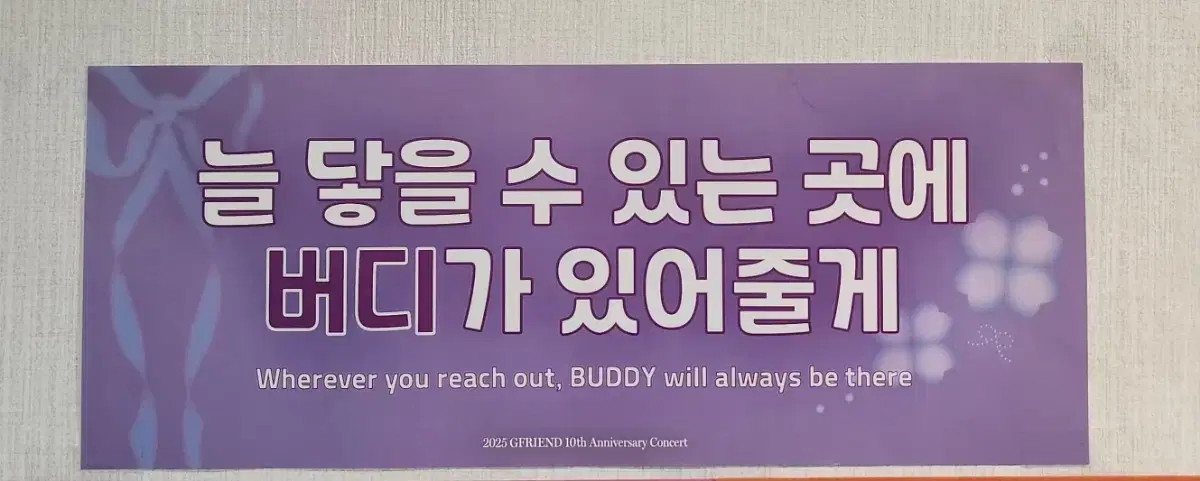 늘 닿을 수 있는 곳에
버디가 있어줄게
Wherever you reach out, BUDDY will always be there
2025 GFRIEND 10th Anniversary Concert